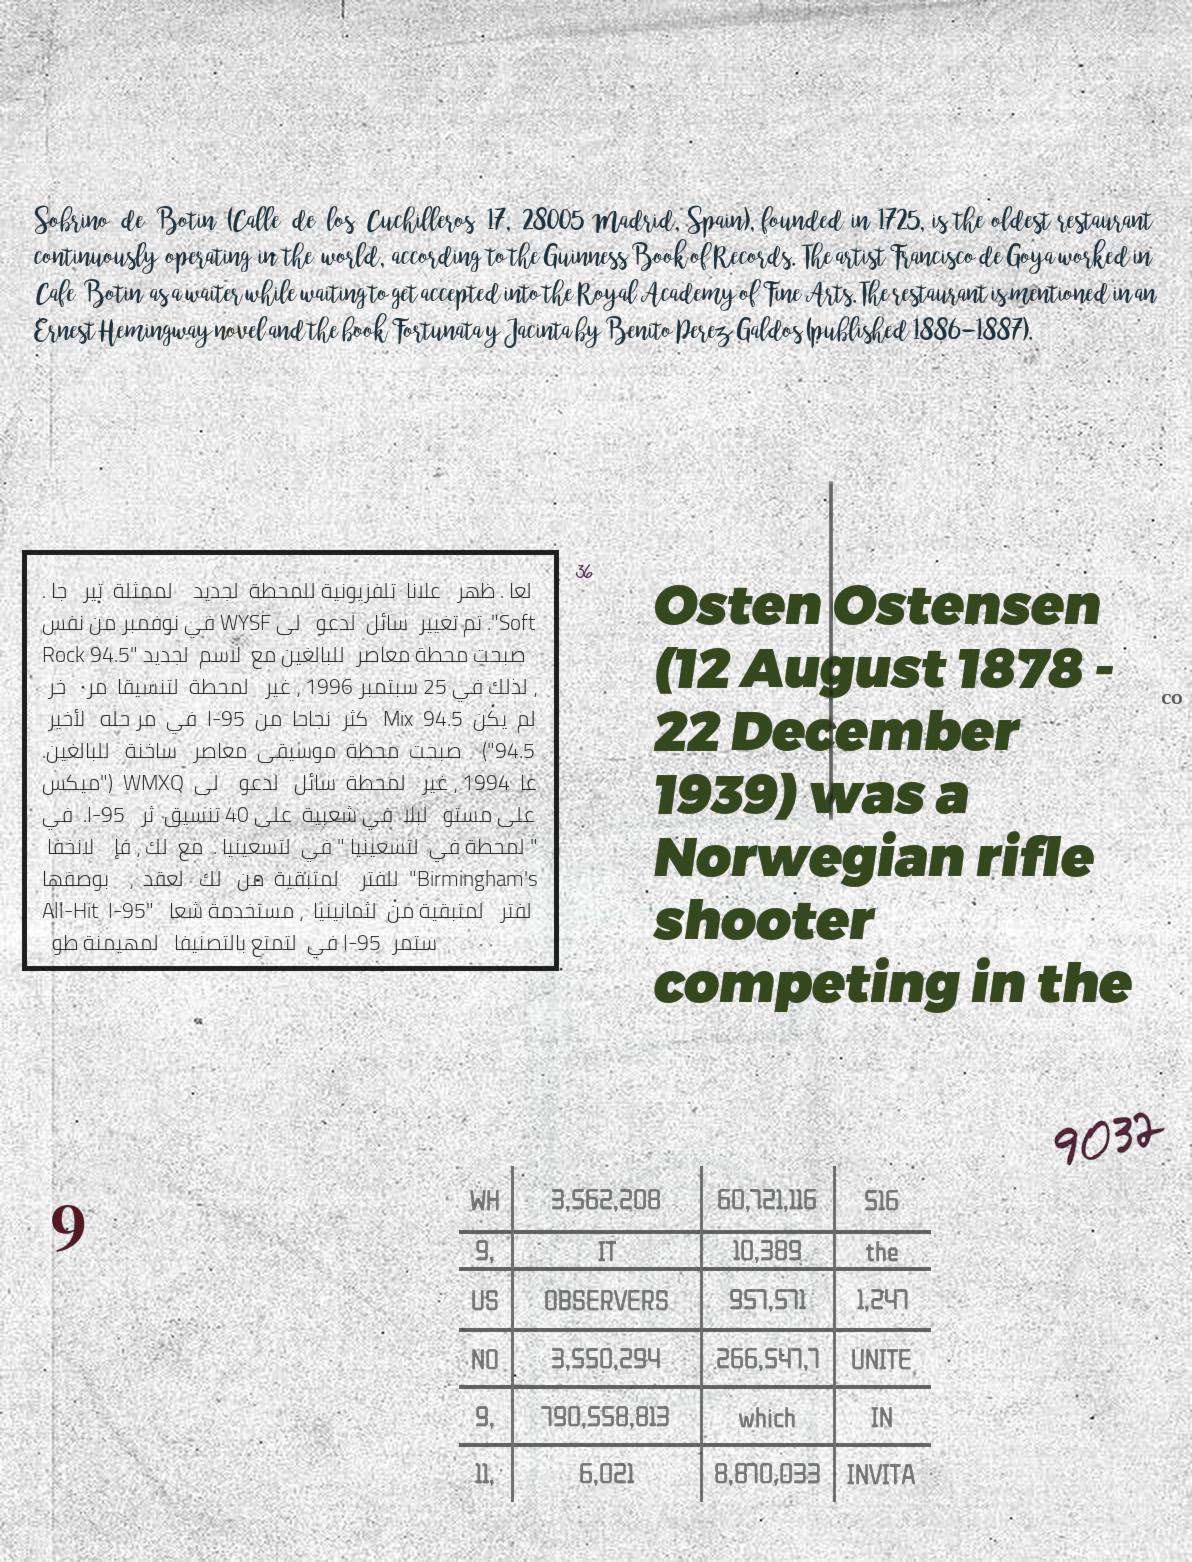 Sobrino de Botin (Calle de los Cuchilleros 17, 28005 Madrid, Spain), founded in 1725, is the oldest restaurant
continuously operating in the world, according to the Guinness Book of Records. The artist Francisco de Goya worked in
Cafe Botin as a waiter while waiting to get accepted into the Royal Academy of Fine Arts. The restaurant is mentioned in an
Ernest Hemingway novel and the book Fortunata y Jacinta by Benito Perez Galdos (published 1886-1887).
36
لعا . ظهر علانا تلفزيونية للمحطة لجديد لممثلة تير جا .
تم تغيير سائل لدعو لى WYSF في نوفمبر من نفس ."Soft
Rock 94.5" صبحت محطة معاصر للبالغين مع لاسم لجديد
, لذلك في 25 سبتمبر 1996 , غير لمحطة لتنسيقا مر خر
لم يكن Mix 94.5 كثر نجاحا من I-95 في مر حله لأخير
94.5") صبحت محطة موسيقى معاصر ساخنة للبالغين.
عا 1994 , غير لمحطة سائل لدعو لى WMXQ ("ميكس
على مستو لبلا في شعبية على 40 تنسيق ثر I-95. في
" لمحطة في لتسعينيا " في لتسعينيا . مع لك , فإ لانخفا
"Birmingham's للفتر لمتبقية من لك لعقد , بوصفها
All-Hit I-95" لفتر لمتبقية من لثمانينيا , مستخدمة شعا
ستمر I-95 في لتمتع بالتصنيفا لمهيمنة طو
Osten Ostensen
(12 August 1878 -
22 December
1939) was a
Norwegian rifle
shooter
competing in the
co
9032
9
WH 3,562,208 60,721,116 516
9, IT 10,389 the
US OBSERVERS 957,571 1,247
NO 3,550,294 266,547,7 UNITE
9, 790,558,813 which IN
11, 6,021 8,870,033 INVITA